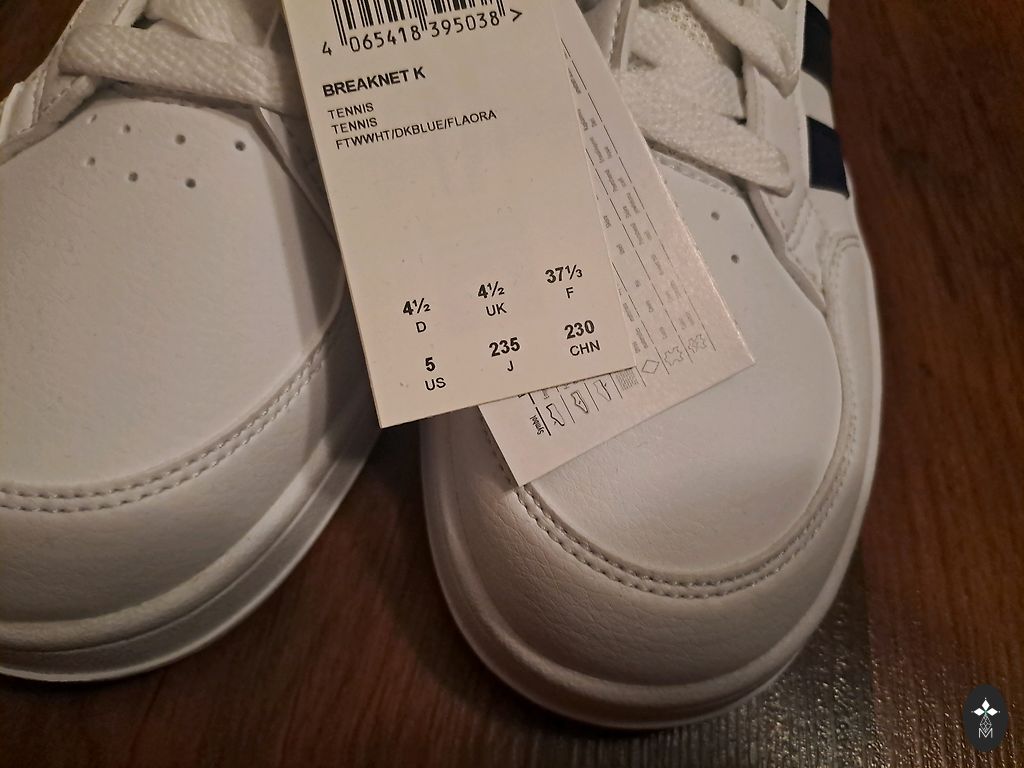 4 065418 395038 >
BREAKNET K
TENNIS
TENNIS
FTWWHT/DKBLUE/FLAORA
4½ 4½ 37⅓
D UK F
5 235 230
US J CHN
Symbol
M